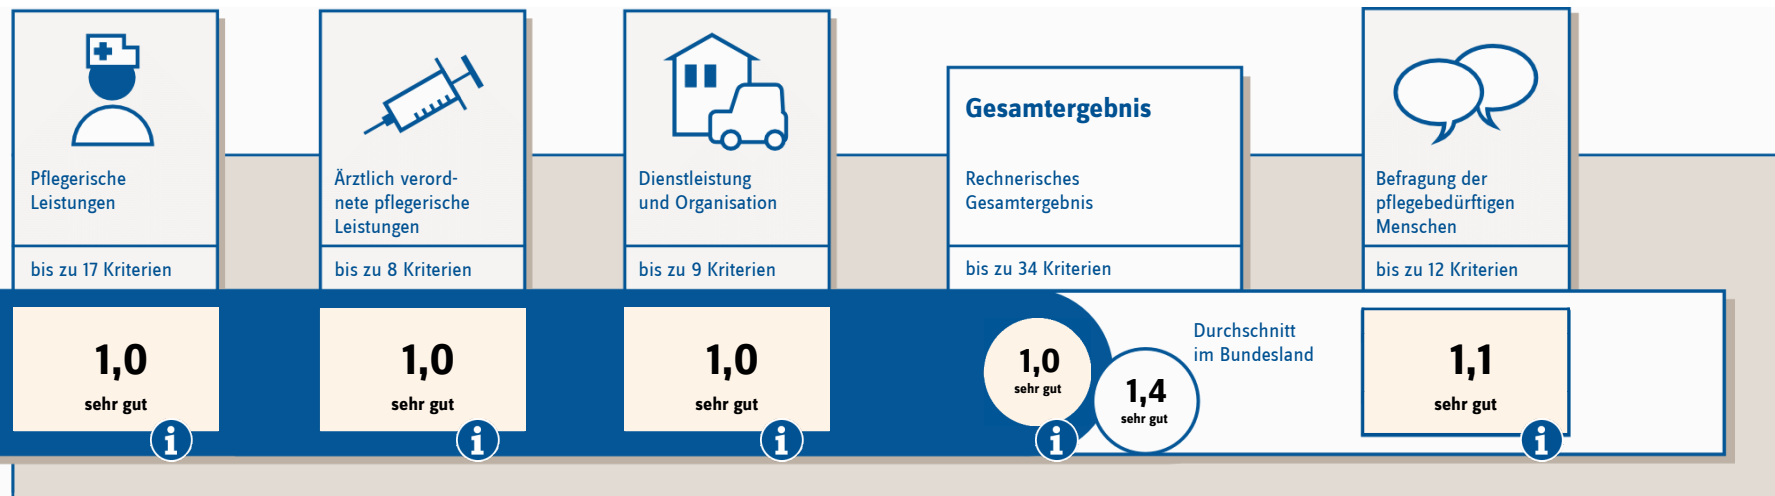 Pflegerische
Leistungen
bis zu 17 Kriterien
1,0
sehr gut
i
Ärztlich verord-
nete pflegerische
Leistungen
bis zu 8 Kriterien
1,0
sehr gut
i
Dienstleistung
und Organisation
bis zu 9 Kriterien
1,0
sehr gut
i
Gesamtergebnis
Rechnerisches
Gesamtergebnis
bis zu 34 Kriterien
1,0
sehr gut
i
1,4
sehr gut
Durchschnitt
im Bundesland
Befragung der
pflegebedürftigen
Menschen
bis zu 12 Kriterien
1,1
sehr gut
i